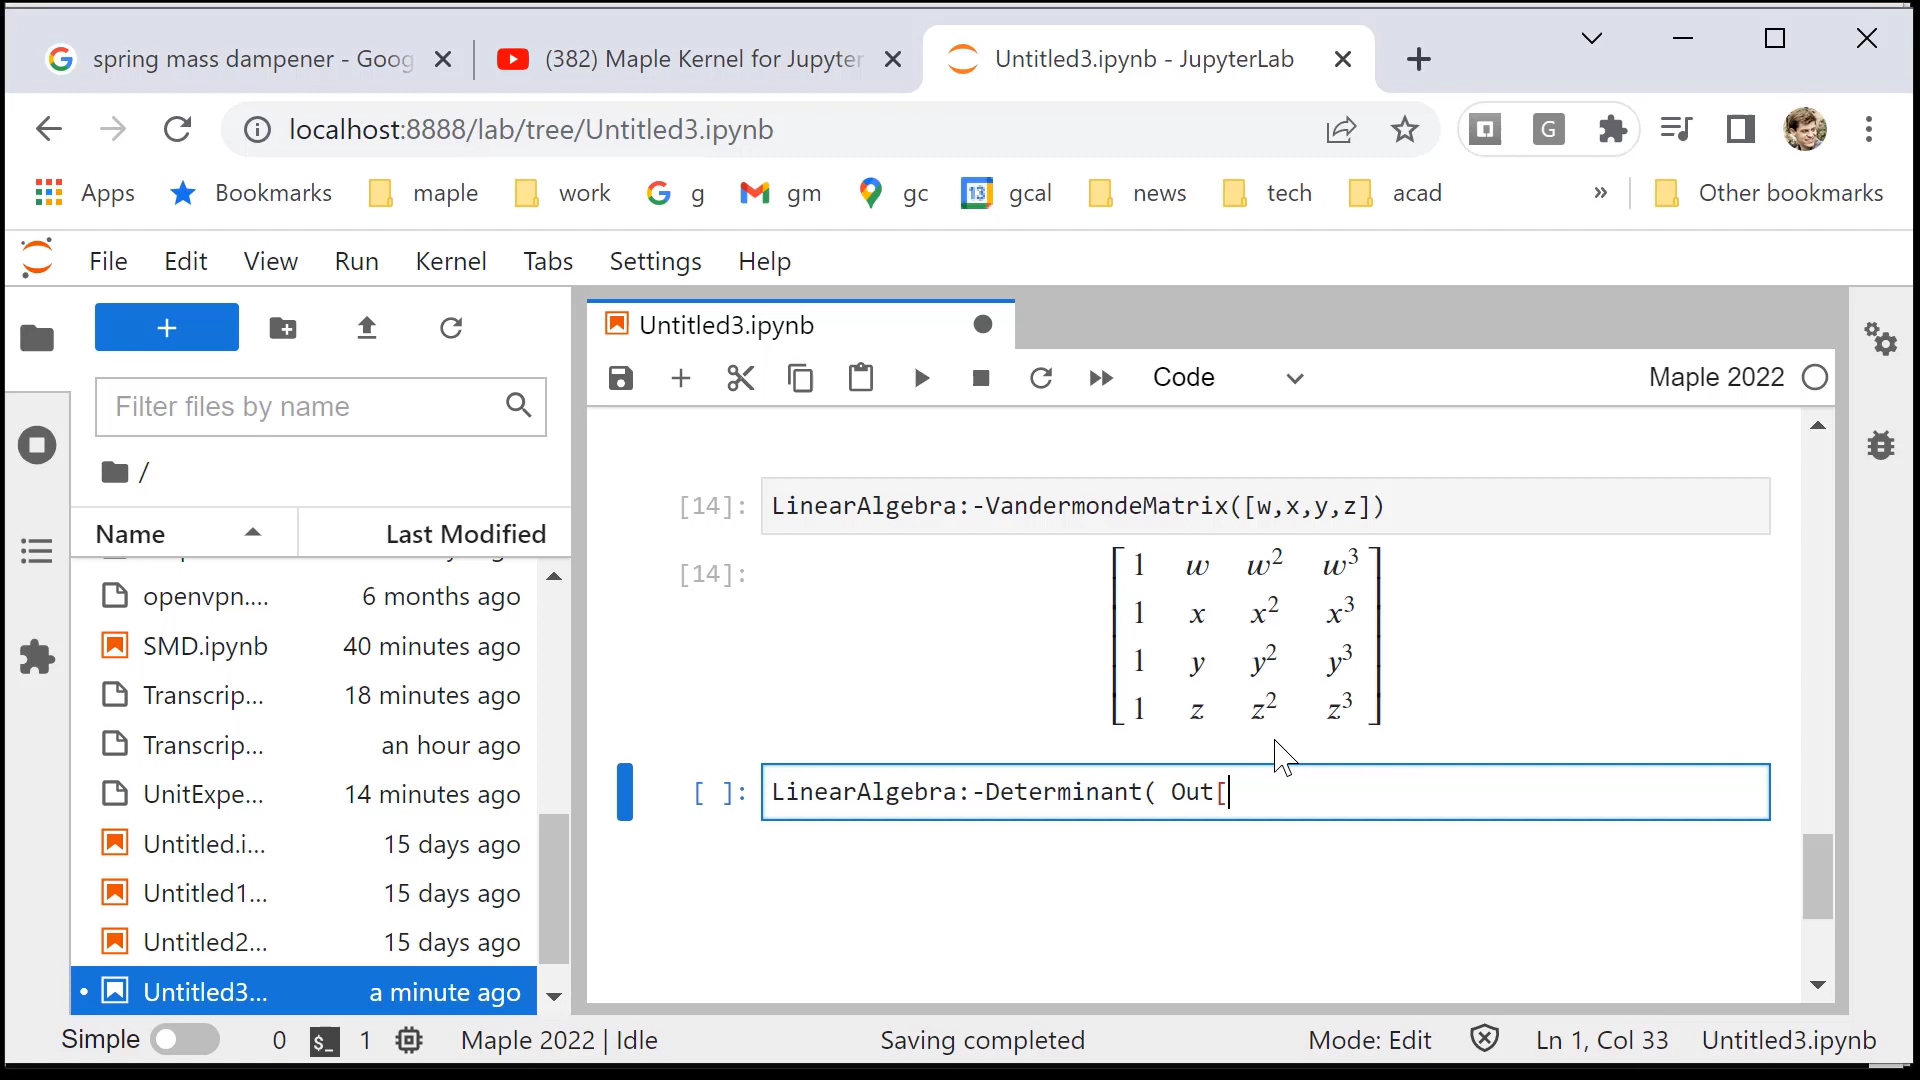 spring mass dampener - Goog
(382) Maple Kernel for Jupyter
Untitled3.ipynb - JupyterLab
localhost:8888/lab/tree/Untitled3.ipynb
G
Apps
Bookmarks
maple
work
g
gm
gc
13
gcal
news
tech
acad
»
Other bookmarks
File
Edit
View
Run
Kernel
Tabs
Settings
Help
+
Filter files by name
/
Name
Last Modified
openvpn.... 6 months ago
SMD.ipynb 40 minutes ago
Transcrip... 18 minutes ago
Transcrip... an hour ago
UnitExpe... 14 minutes ago
Untitled.i... 15 days ago
Untitled1... 15 days ago
Untitled2... 15 days ago
Untitled3... a minute ago
Untitled3.ipynb
Code
Maple 2022
[14]: LinearAlgebra:-VandermondeMatrix([w,x,y,z])
[14]:
1 w w² w³
1 x x² x³
1 y y² y³
1 z z² z³
[ ]: LinearAlgebra:-Determinant( Out[
Simple
0
$_
1
Maple 2022 | Idle
Saving completed
Mode: Edit
Ln 1, Col 33
Untitled3.ipynb